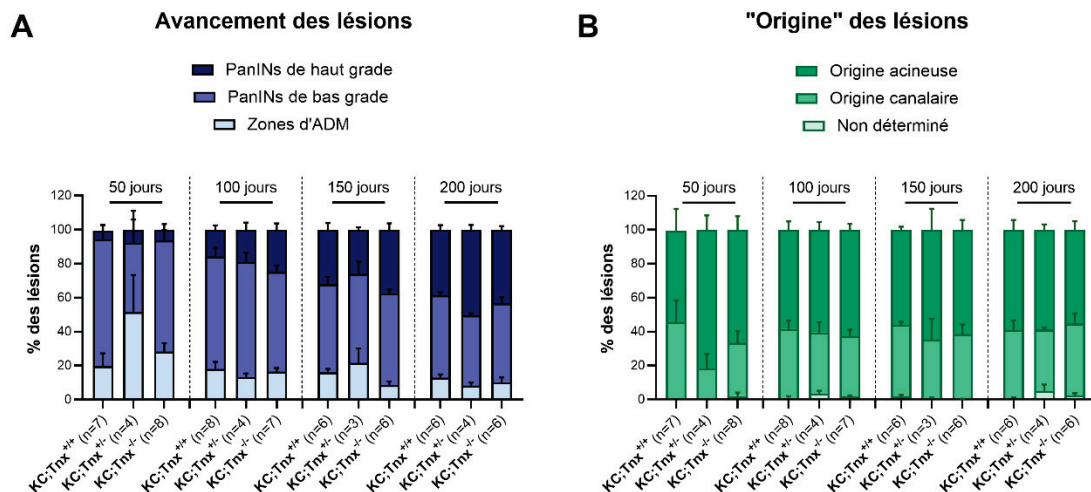 A
Avancement des lésions
PanINs de haut grade
PanINs de bas grade
Zones d'ADM
50 jours
100 jours
150 jours
200 jours
% des lésions
120
100
80
60
40
20
0
KC;Tnx+/+ (n=7)
KC;Tnx+/- (n=4)
KC;Tnx-/- (n=8)
KC;Tnx+/+ (n=8)
KC;Tnx+/- (n=4)
KC;Tnx-/- (n=7)
KC;Tnx+/+ (n=6)
KC;Tnx+/- (n=3)
KC;Tnx-/- (n=6)
KC;Tnx+/+ (n=6)
KC;Tnx+/- (n=4)
KC;Tnx-/- (n=6)
B
"Origine" des lésions
Origine acineuse
Origine canalaire
Non déterminé
50 jours
100 jours
150 jours
200 jours
% des lésions
120
100
80
60
40
20
0
KC;Tnx+/+ (n=7)
KC;Tnx+/- (n=4)
KC;Tnx-/- (n=8)
KC;Tnx+/+ (n=8)
KC;Tnx+/- (n=4)
KC;Tnx-/- (n=7)
KC;Tnx+/+ (n=6)
KC;Tnx+/- (n=3)
KC;Tnx-/- (n=6)
KC;Tnx+/+ (n=6)
KC;Tnx+/- (n=4)
KC;Tnx-/- (n=6)